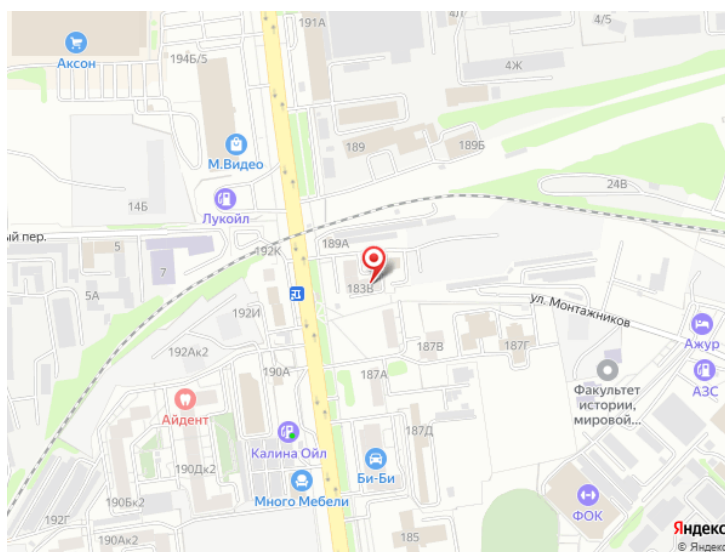 191А
4/Л
4/5
Аксон
194Б/5
4Ж
189
189Б
М.Видео
24В
14Б
Лукойл
ый пер.
5
192К
189А
7
5А
183В
ул. Монтажников
192И
Ажур
192Ак2
187В
187Г
190А
187А
Факультет
истории,
мировой...
АЗС
Айдент
187Д
Калина Ойл
190Дк2
Би-Би
Много Мебели
190Бк2
ФОК
192Г
185
Яндекс
© Яндекс